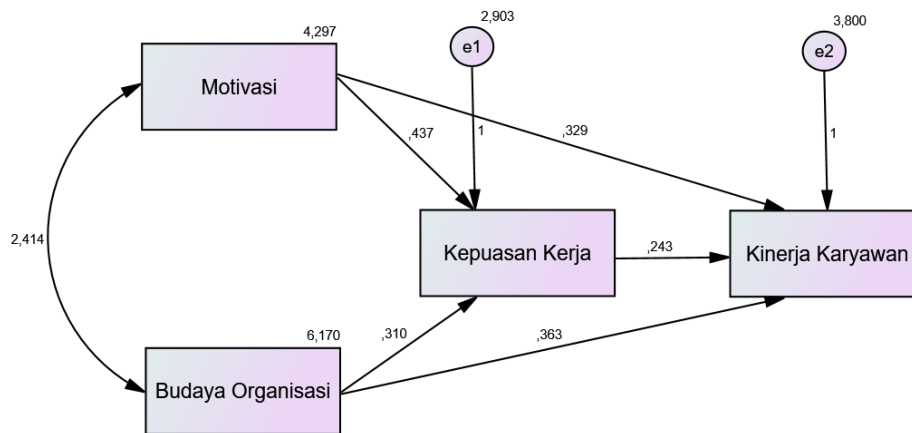 4,297
2,903
3,800
Motivasi
e1
e2
,437
1
,329
1
2,414
Kepuasan Kerja
,243
Kinerja Karyawan
6,170
,310
,363
Budaya Organisasi